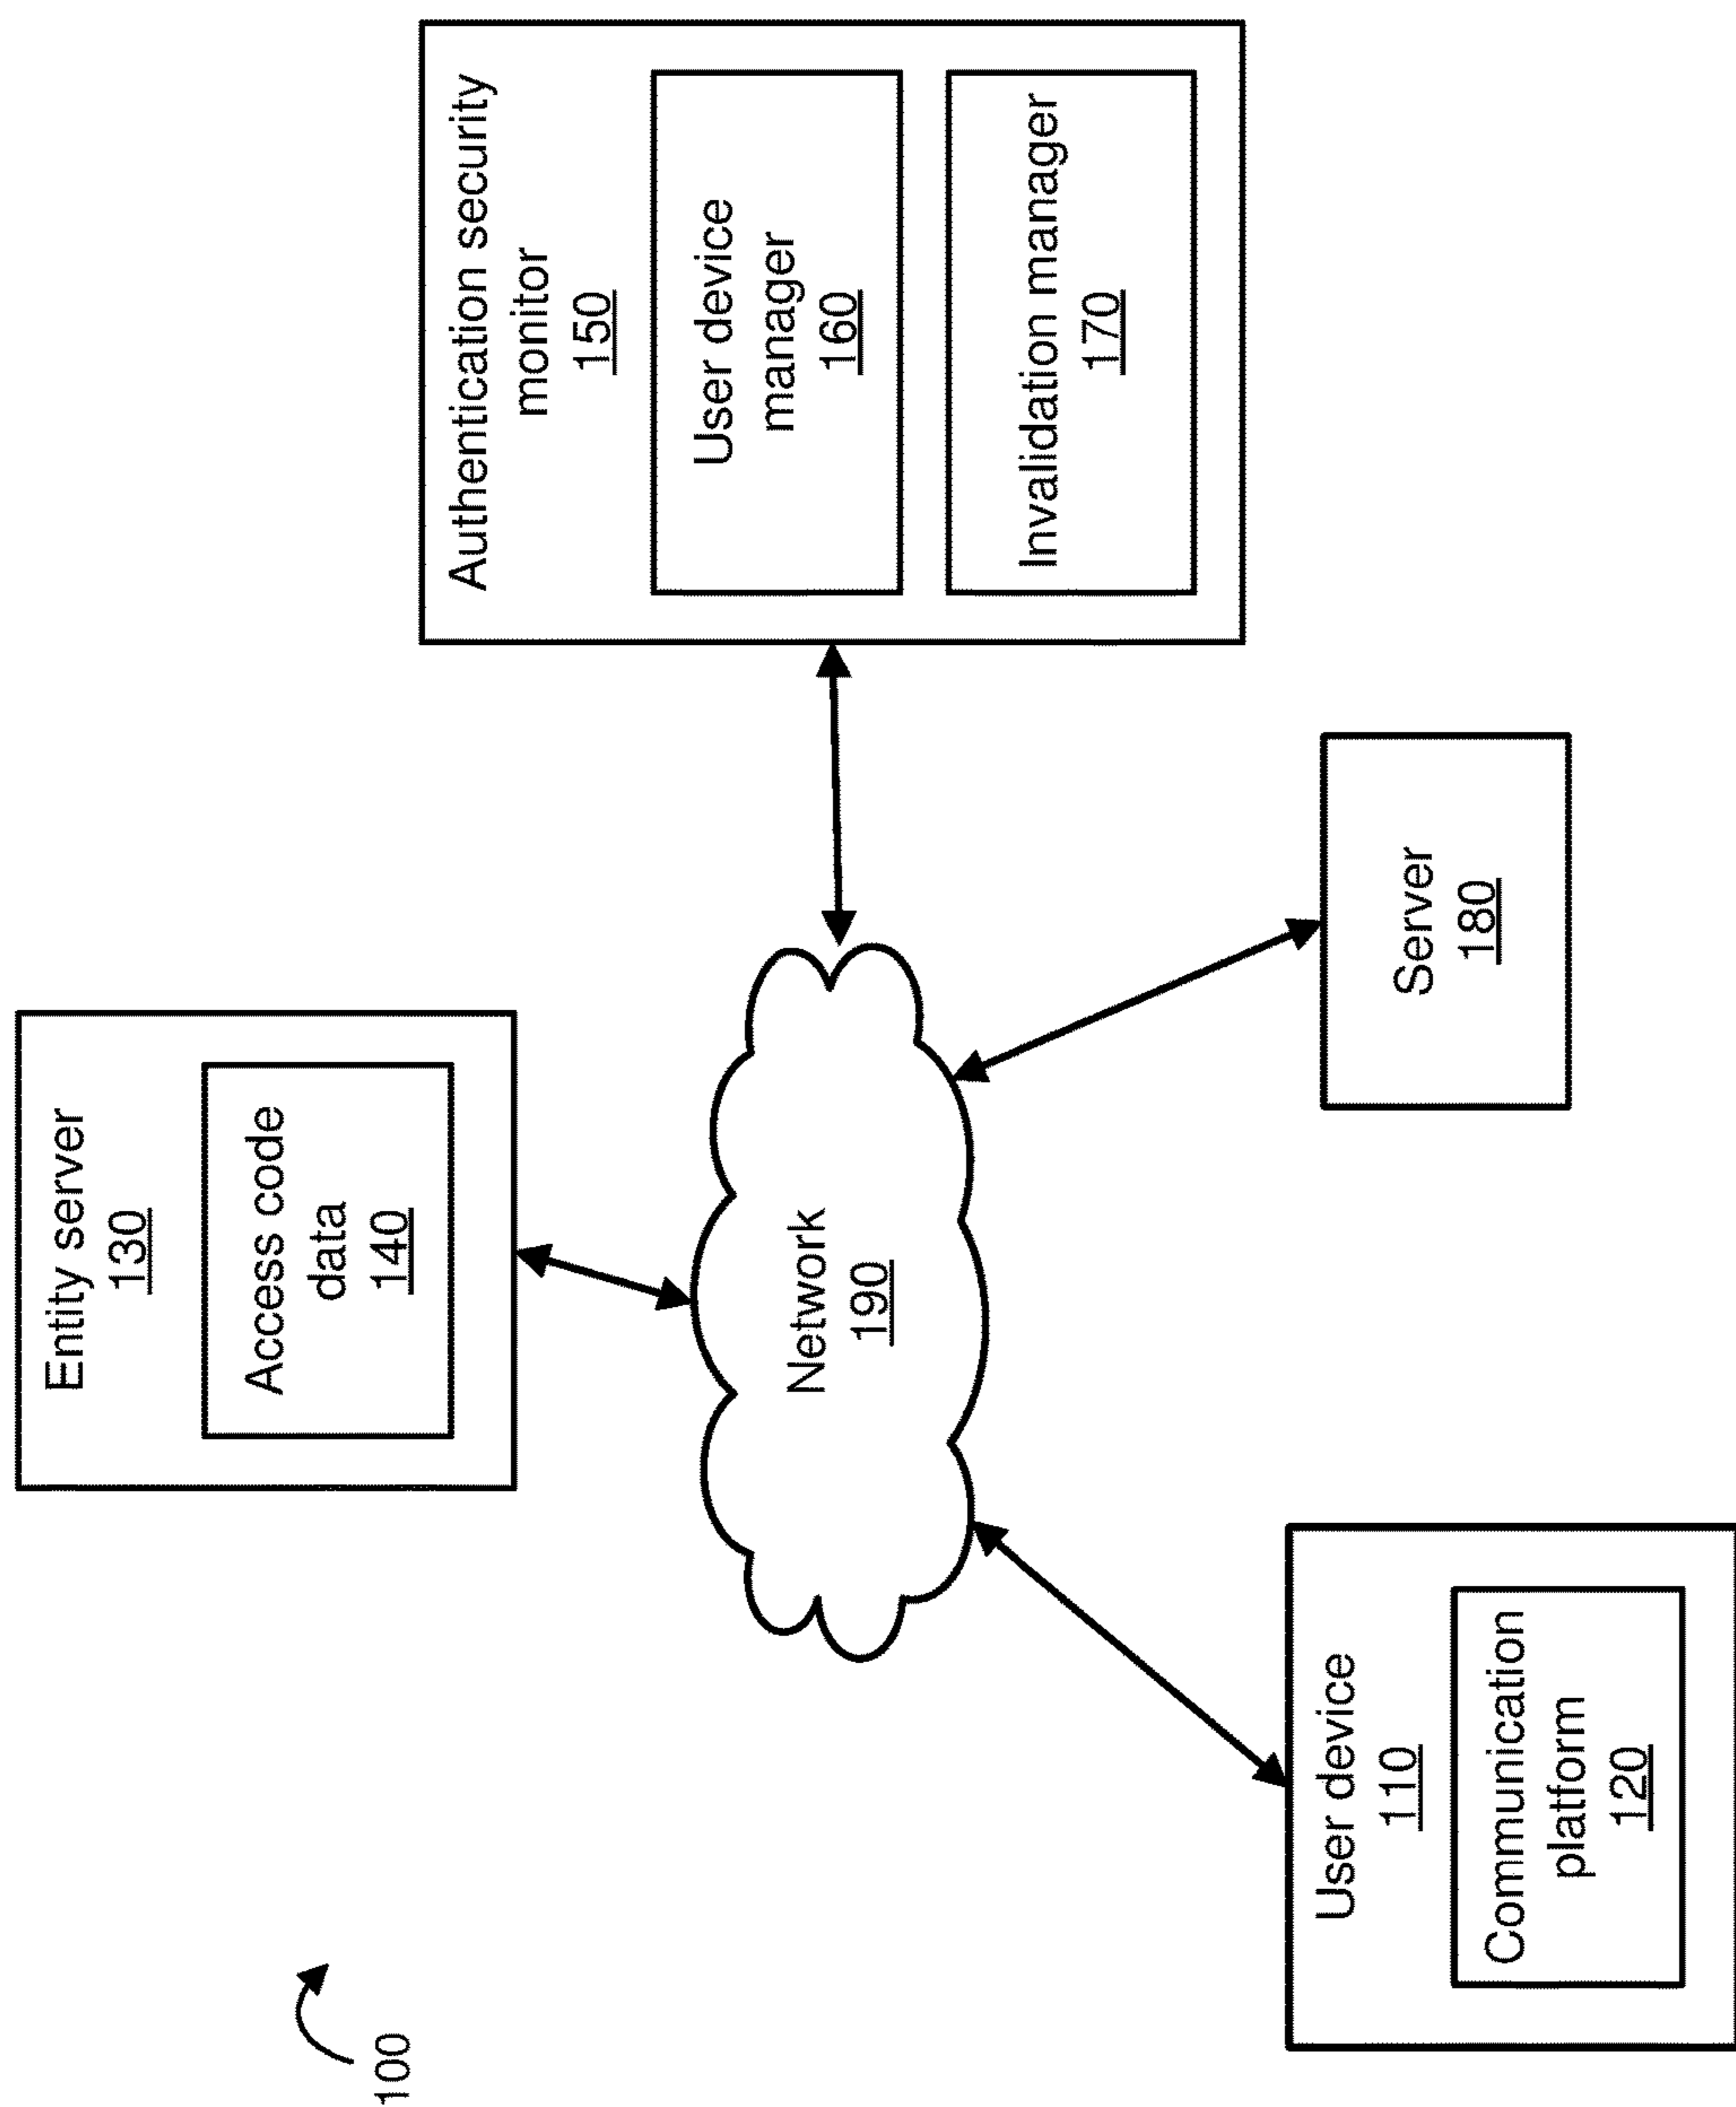 100
Entity server
130
Access code
data
140
Authentication security
monitor
150
User device
manager
160
Invalidation manager
170
Network
190
User device
110
Communication
platform
120
Server
180